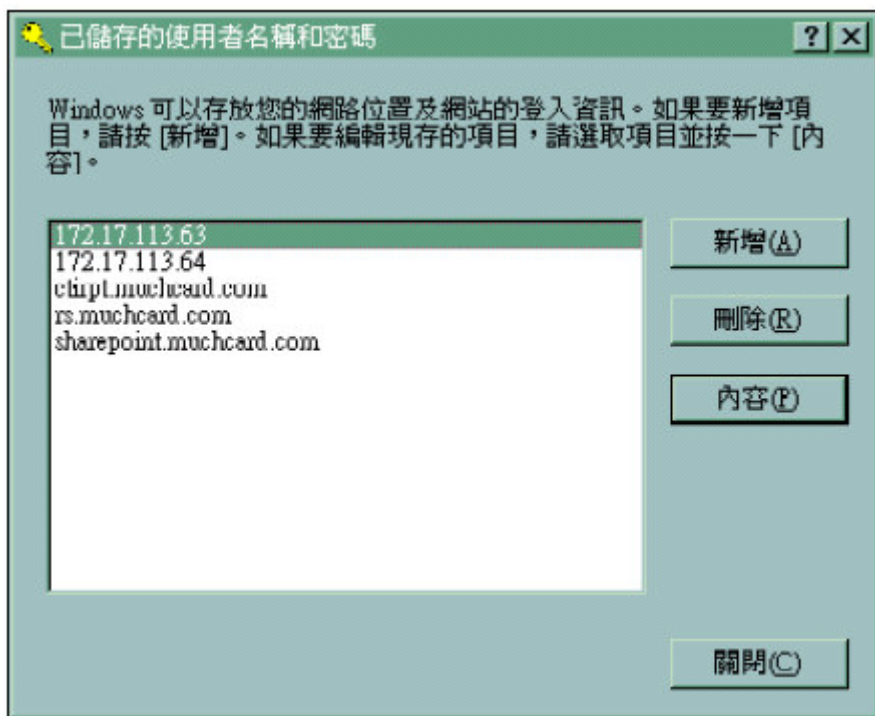 已儲存的使用者名稱和密碼
Windows 可以存放您的網路位置及網站的登入資訊。如果要新增項
目，請按 [新增]。如果要編輯現存的項目，請選取項目並按一下 [內
容]。
172.17.113.63
172.17.113.64
ctirpt.muchcard.com
rs.muchcard.com
sharepoint.muchcard.com
新增(A)
刪除(R)
內容(P)
關閉(C)